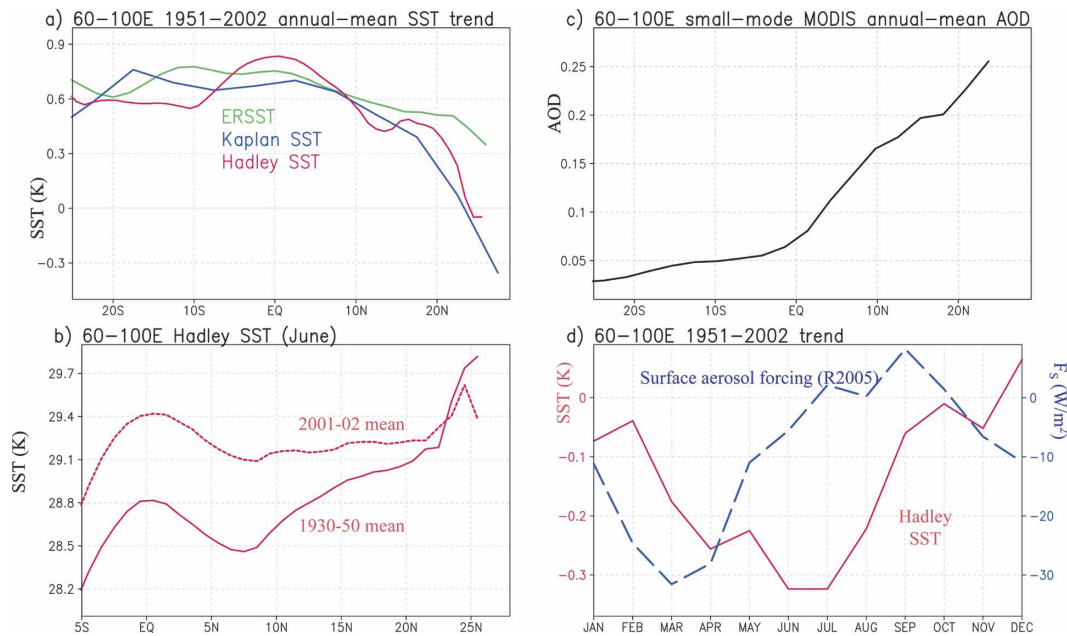 a) 60-100E 1951-2002 annual-mean SST trend
SST (K)
0.9
0.6
0.3
0
-0.3
ERSST
Kaplan SST
Hadley SST
20S 10S EQ 10N 20N
c) 60-100E small-mode MODIS annual-mean AOD
AOD
0.25
0.2
0.15
0.1
0.05
20S 10S EQ 10N 20N
b) 60-100E Hadley SST (June)
SST (K)
29.7
29.4
29.1
28.8
28.5
28.2
2001-02 mean
1930-50 mean
5S EQ 5N 10N 15N 20N 25N
d) 60-100E 1951-2002 trend
SST (K)
0
-0.1
-0.2
-0.3
Surface aerosol forcing (R2005)
Hadley
SST
Fs (W/m²)
0
-10
-20
-30
JAN FEB MAR APR MAY JUN JUL AUG SEP OCT NOV DEC